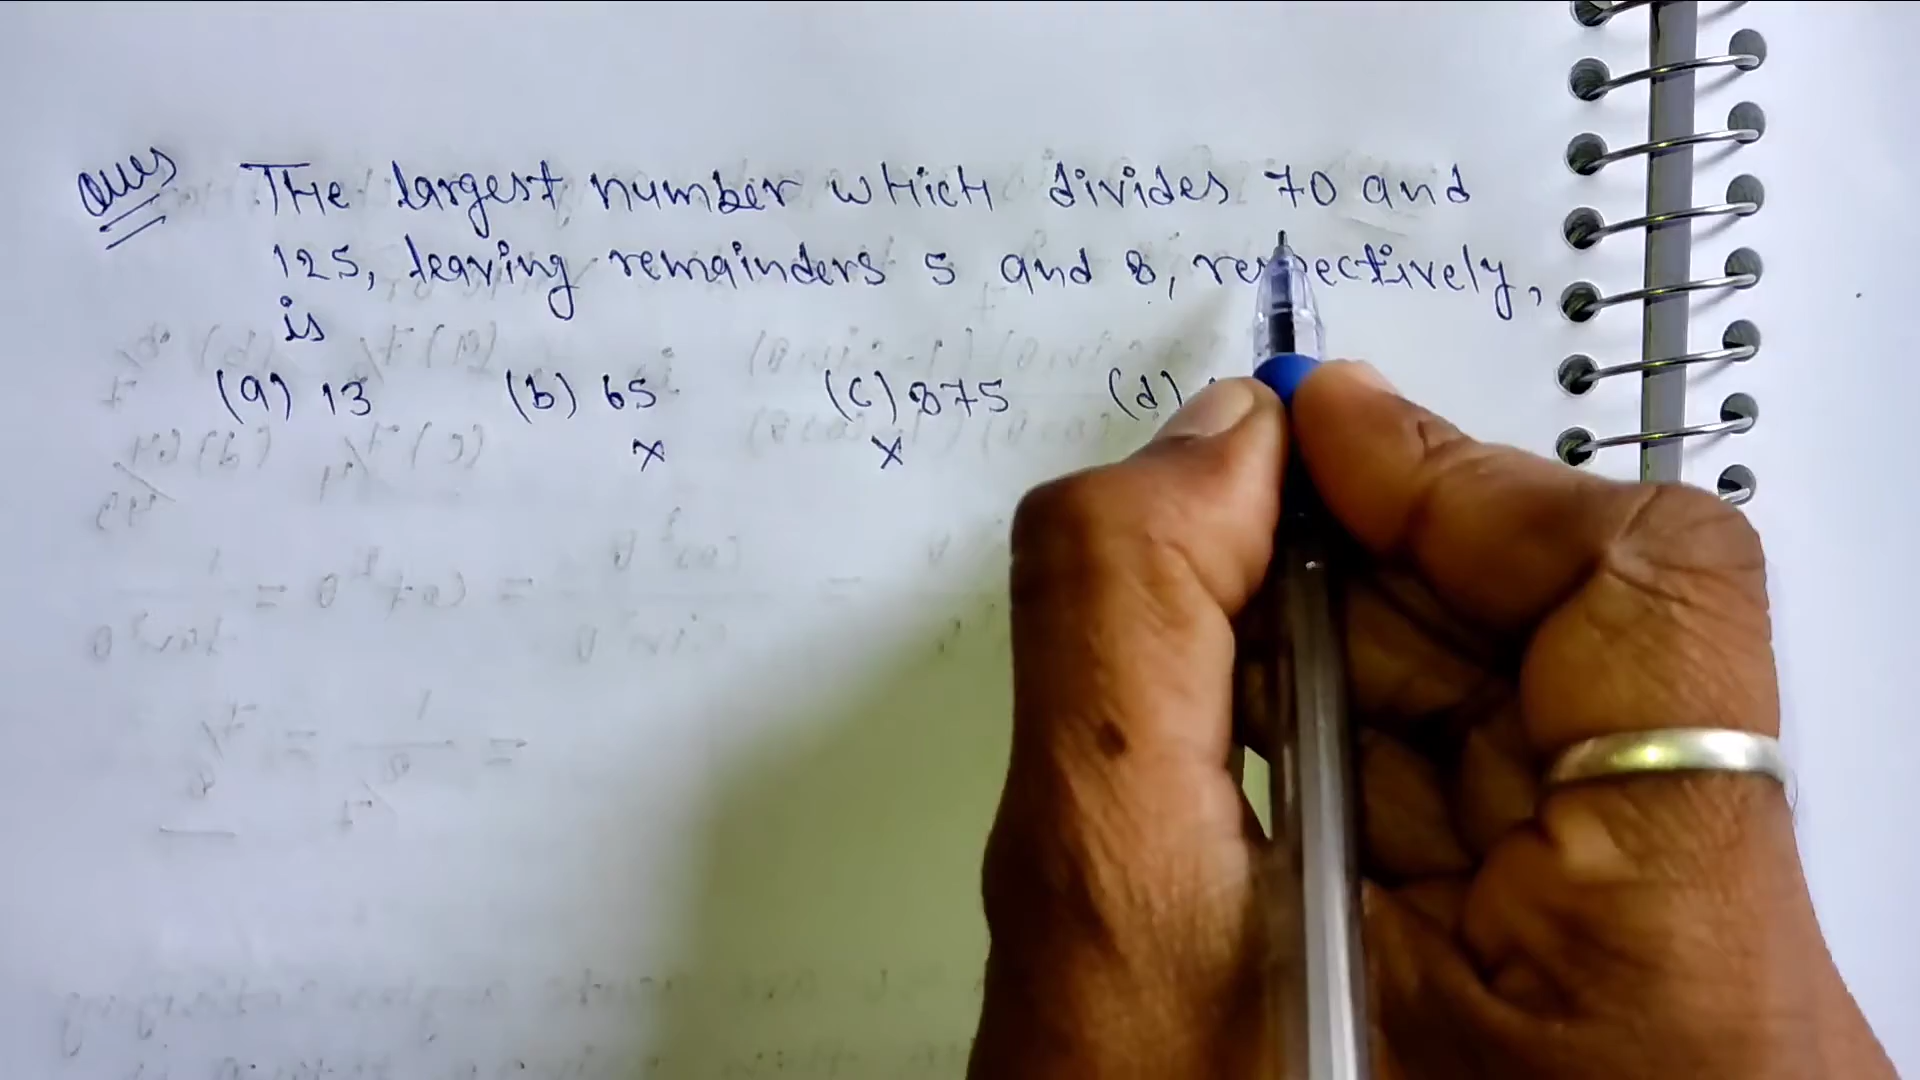 Ques The largest number which divides 70 and
125, leaving remainders 5 and 8, respectively,
is
(a) 13 (b) 65 (c) 875 (d)
× ×